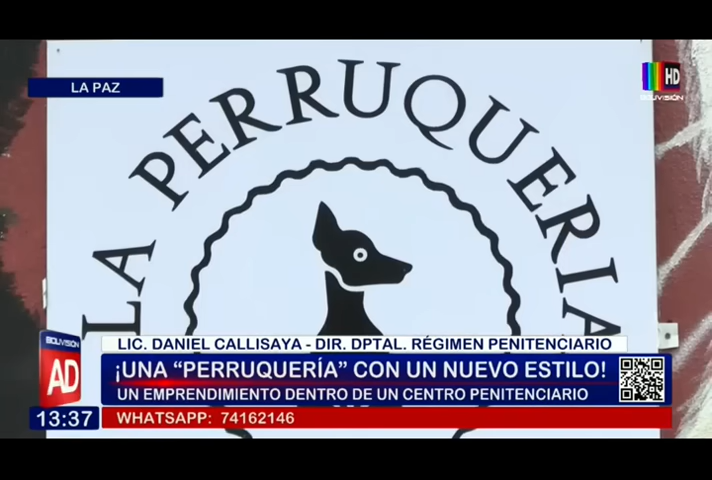 LA PAZ
HD
BOLIVISIÓN
LA PERRUQUERIA
LIC. DANIEL CALLISAYA - DIR. DPTAL. RÉGIMEN PENITENCIARIO
BOLIVISIÓN
AD
¡UNA “PERRUQUERÍA” CON UN NUEVO ESTILO!
UN EMPRENDIMIENTO DENTRO DE UN CENTRO PENITENCIARIO
13:37
WHATSAPP: 74162146